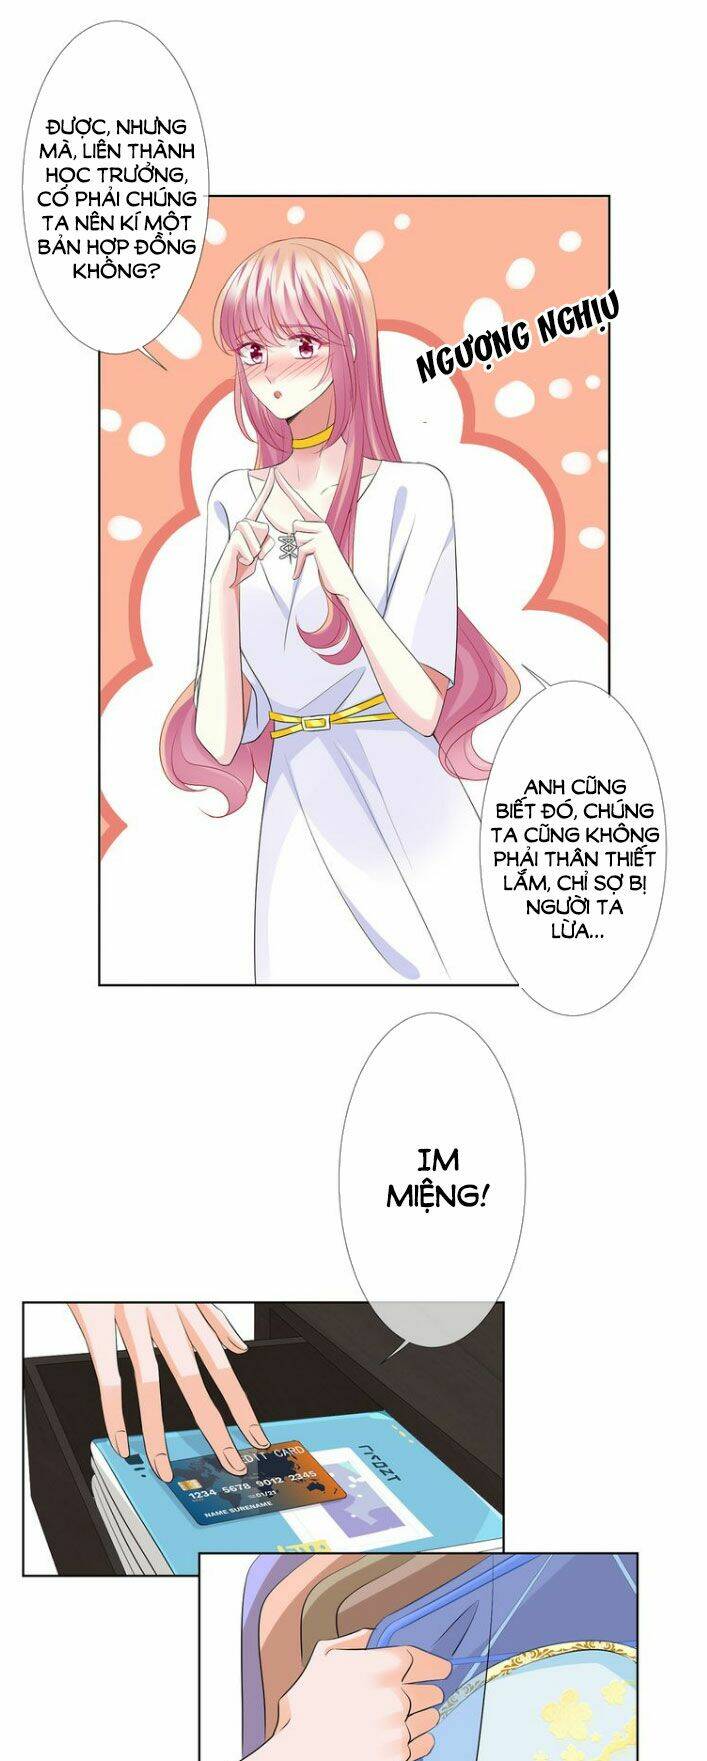 ĐƯỢC, NHƯNG
MÀ, LIÊN THÀNH
HỌC TRƯỞNG,
CÓ PHẢI CHÚNG
TA NÊN KÍ MỘT
BẢN HỢP ĐỒNG
KHÔNG?
NGƯỢNG NGHỊU
ANH CŨNG
BIẾT ĐÓ, CHÚNG
TA CŨNG KHÔNG
PHẢI THÂN THIẾT
LẮM, CHỈ SỢ BỊ
NGƯỜI TA
LỪA...
IM
MIỆNG!
CREDIT CARD
1234 5678 9012 2345
01/21
NAME SURENAME